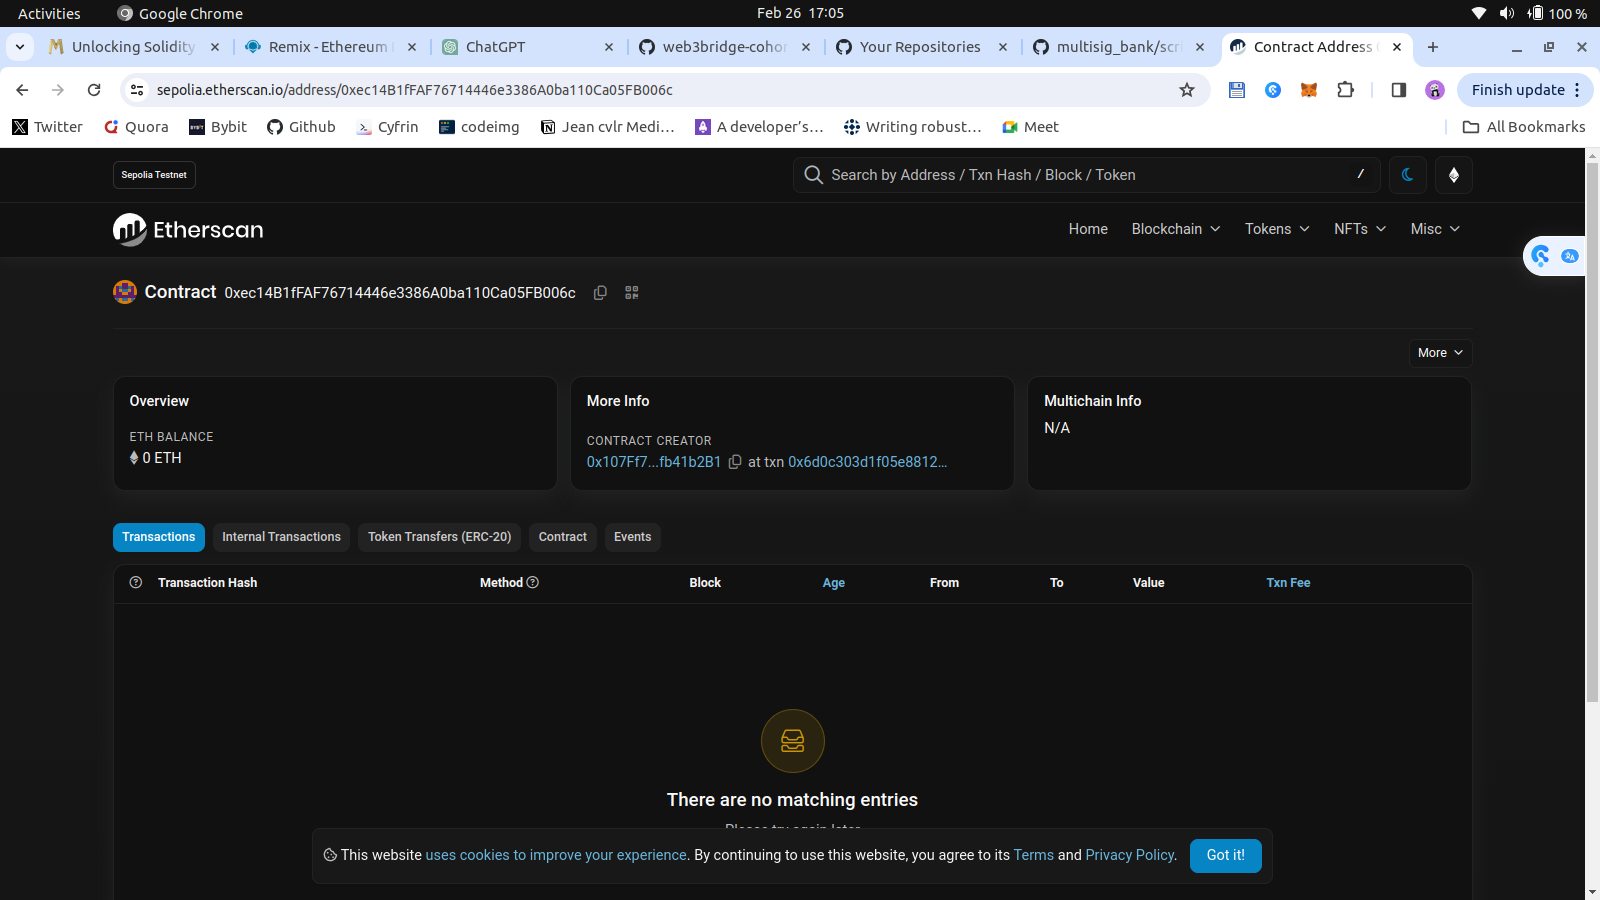 Activities Google Chrome Feb 26 17:05 100 %
Unlocking Solidity Remix - Ethereum ChatGPT web3bridge-cohor Your Repositories multisig_bank/scri Contract Address
sepolia.etherscan.io/address/0xec14B1fFAF76714446e3386A0ba110Ca05FB006c Finish update
Twitter Quora Bybit Github Cyfrin codeimg Jean cvlr Medi... A developer's... Writing robust... Meet All Bookmarks
Sepolia Testnet Search by Address / Txn Hash / Block / Token /
Etherscan Home Blockchain Tokens NFTs Misc
Contract 0xec14B1fFAF76714446e3386A0ba110Ca05FB006c
More
Overview More Info Multichain Info
N/A
ETH BALANCE CONTRACT CREATOR
0 ETH 0x107Ff7...fb41b2B1 at txn 0x6d0c303d1f05e8812...
Transactions Internal Transactions Token Transfers (ERC-20) Contract Events
Transaction Hash Method Block Age From To Value Txn Fee
There are no matching entries
Please try again later
This website uses cookies to improve your experience. By continuing to use this website, you agree to its Terms and Privacy Policy. Got it!